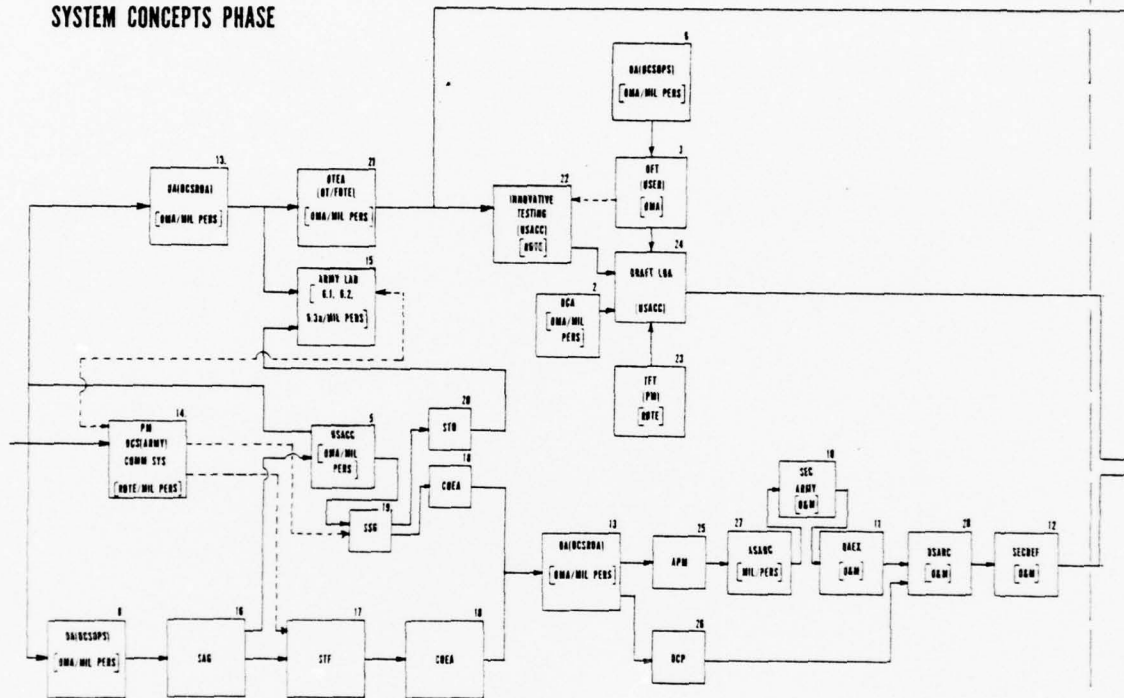 SYSTEM CONCEPTS PHASE
6
DA(DCSOPS)
[OMA/MIL PERS]
13.
DA(DCSRDA)
[OMA/MIL PERS]
21
OTEA
(OT/FDTE)
[OMA/MIL PERS]
22
INNOVATIVE
TESTING
(USACC)
[RDTE]
3
OFT
(USER)
[OMA]
15
ARMY LAB
[6.1, 6.2,
6.3a/MIL PERS]
2
DCA
[OMA/MIL
PERS]
24
DRAFT LOA
(USACC)
23
TFT
(PM)
[RDTE]
14.
PM
DCS(ARMY)
COMM SYS
[RDTE/MIL PERS]
5
USACC
[OMA/MIL
PERS]
20
STO
18
COEA
19.
SSG
10
SEC
ARMY
[O&M]
13
DA(DCSRDA)
[OMA/MIL PERS]
25
APM
27
ASARC
[MIL/PERS]
11
DAEX
[O&M]
28
DSARC
[O&M]
12
SECDEF
[O&M]
DA(DCSOPS)
[OMA/MIL PERS]
16
SAG
17
STF
18
COEA
26
DCP